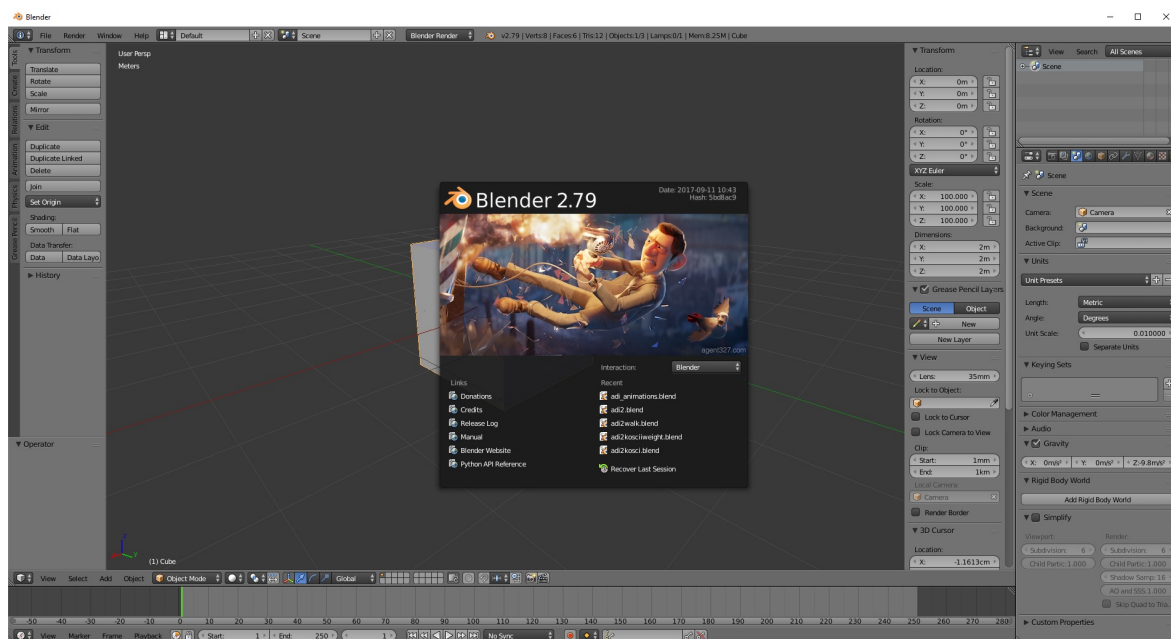 Blender
File Render Window Help Default Scene Blender Render v2.79 | Verts:8 | Faces:6 | Tris:12 | Objects:1/3 | Lamps:0/1 | Mem:8.25M | Cube
Tools
Create
Relations
Animation
Physics
Grease Pencil
Transform
Translate
Rotate
Scale
Mirror
Edit
Duplicate
Duplicate Linked
Delete
Join
Set Origin
Shading:
Smooth Flat
Data Transfer:
Data Data Layo
History
Operator
User Persp
Meters
(1) Cube
Blender 2.79
Date: 2017-09-11 10:43
Hash: 5bd8ac9
agent327.com
Interaction: Blender
Links
Donations
Credits
Release Log
Manual
Blender Website
Python API Reference
Recent
adi_animations.blend
adi2.blend
adi2walk.blend
adi2kosciiweight.blend
adi2kosci.blend
Recover Last Session
Transform
Location:
X: 0m
Y: 0m
Z: 0m
Rotation:
X: 0°
Y: 0°
Z: 0°
XYZ Euler
Scale:
X: 100.000
Y: 100.000
Z: 100.000
Dimensions:
X: 2m
Y: 2m
Z: 2m
Grease Pencil Layers
Scene Object
New
New Layer
View
Lens: 35mm
Lock to Object:
Lock to Cursor
Lock Camera to View
Clip:
Start: 1mm
End: 1km
Local Camera:
Camera
Render Border
3D Cursor
Location:
X: -1.1613cm
View Search All Scenes
Scene
Scene
Scene
Camera: Camera
Background:
Active Clip:
Units
Unit Presets
Length: Metric
Angle: Degrees
Unit Scale: 0.010000
Separate Units
Keying Sets
Color Management
Audio
Gravity
X: 0m/s² Y: 0m/s² Z:-9.8m/s²
Rigid Body World
Add Rigid Body World
Simplify
Viewport: Render:
Subdivision: 6 Subdivision: 6
Child Partic: 1.000 Child Partic: 1.000
Shadow Samp: 16
AO and SSS: 1.000
Skip Quad to Tria
Custom Properties
View Select Add Object Object Mode Global
-50 -40 -30 -20 -10 0 10 20 30 40 50 60 70 80 90 100 110 120 130 140 150 160 170 180 190 200 210 220 230 240 250 260 270 280
View Marker Frame Playback Start: 1 End: 250 1 No Sync